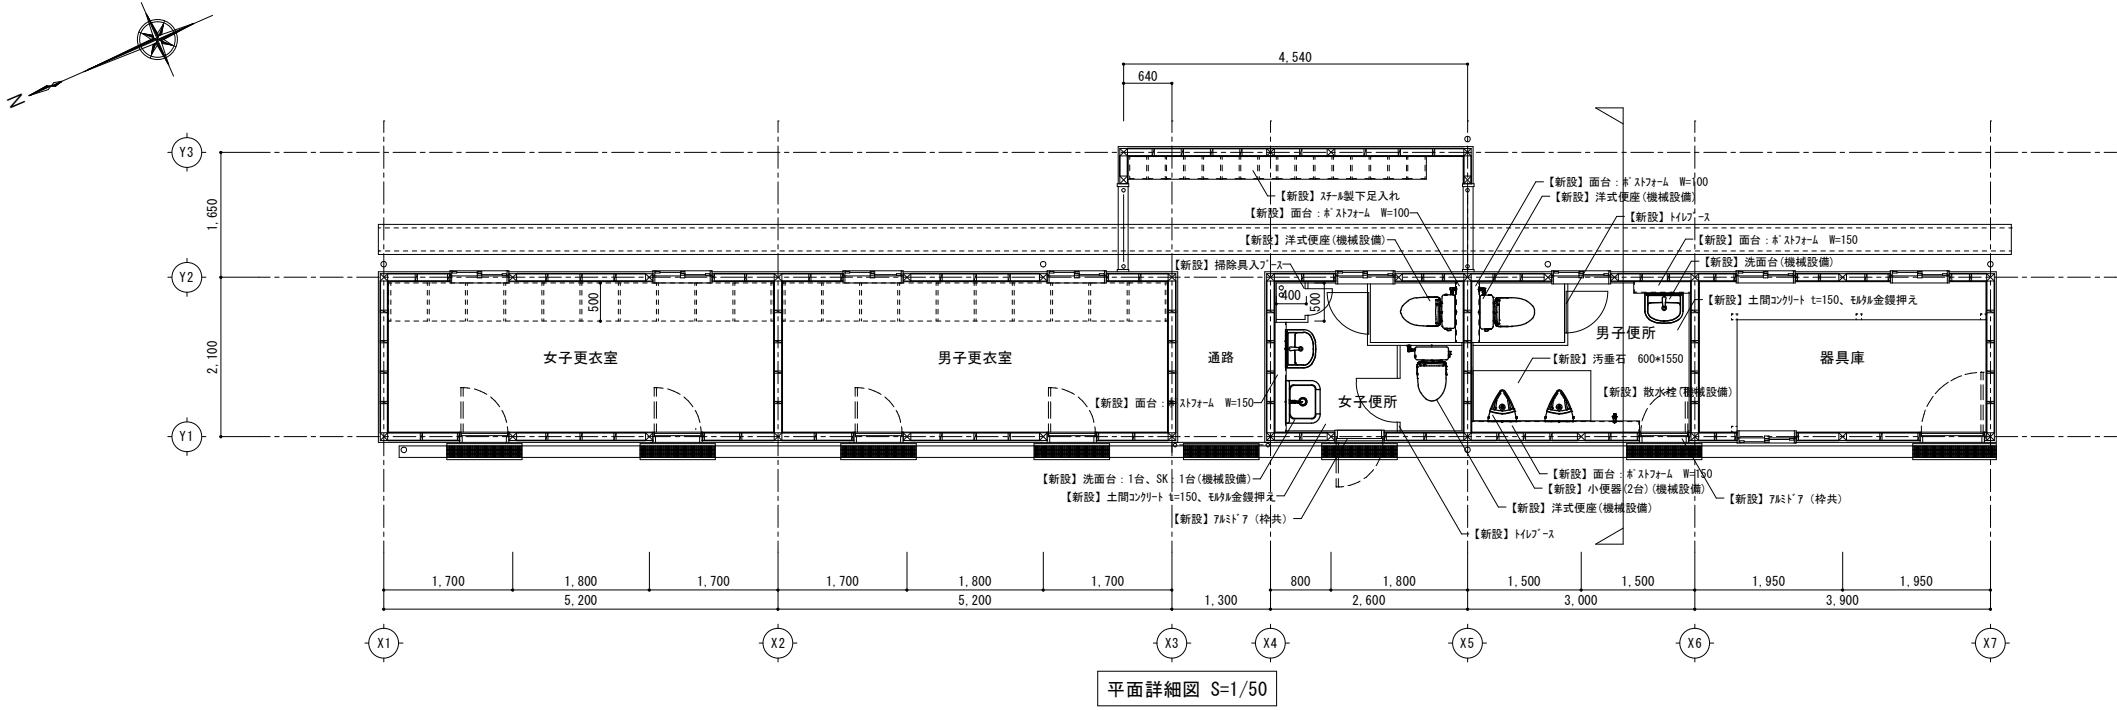 N
4,540
640
Y3
【新設】面台：ﾎﾟｽﾄﾌｫｰﾑ W=100
【新設】ｽﾁｰﾙ製下足入れ
【新設】洋式便座(機械設備)
【新設】面台：ﾎﾟｽﾄﾌｫｰﾑ W=100
【新設】ﾄｲﾚﾌﾞｰｽ
1,650
【新設】洋式便座(機械設備)
【新設】面台：ﾎﾟｽﾄﾌｫｰﾑ W=150
【新設】掃除具入ﾌﾞｰｽ
【新設】洗面台(機械設備)
Y2
500
400
500
【新設】土間ｺﾝｸﾘｰﾄ t=150、ﾓﾙﾀﾙ金鏝押え
男子便所
2,100
女子更衣室
男子更衣室
通路
【新設】汚垂石 600*1550
器具庫
【新設】散水栓(機械設備)
【新設】面台：ﾎﾟｽﾄﾌｫｰﾑ W=150
女子便所
Y1
【新設】面台：ﾎﾟｽﾄﾌｫｰﾑ W=150
【新設】洗面台：1台、SK：1台(機械設備)
【新設】小便器(2台)(機械設備)
【新設】土間ｺﾝｸﾘｰﾄ t=150、ﾓﾙﾀﾙ金鏝押え
【新設】ｱﾙﾐﾄﾞｱ（枠共）
【新設】洋式便座(機械設備)
【新設】ｱﾙﾐﾄﾞｱ（枠共）
【新設】ﾄｲﾚﾌﾞｰｽ
1,700 1,800 1,700 1,700 1,800 1,700 800 1,800 1,500 1,500 1,950 1,950
5,200 5,200 1,300 2,600 3,000 3,900
X1 X2 X3 X4 X5 X6 X7
平面詳細図 S=1/50